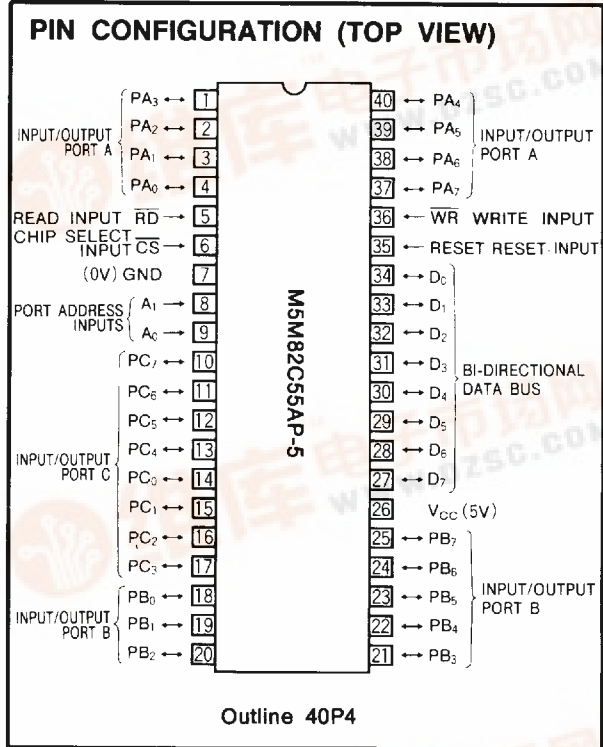 PIN CONFIGURATION (TOP VIEW)
INPUT/OUTPUT PORT A
PA₃ ↔ 1
PA₂ ↔ 2
PA₁ ↔ 3
PA₀ ↔ 4
READ INPUT R̅D̅ → 5
CHIP SELECT INPUT C̅S̅ → 6
(0V) GND 7
PORT ADDRESS INPUTS
A₁ → 8
A₀ → 9
INPUT/OUTPUT PORT C
PC₇ ↔ 10
PC₆ ↔ 11
PC₅ ↔ 12
PC₄ ↔ 13
PC₀ ↔ 14
PC₁ ↔ 15
PC₂ ↔ 16
PC₃ ↔ 17
INPUT/OUTPUT PORT B
PB₀ ↔ 18
PB₁ ↔ 19
PB₂ ↔ 20
M5M82C55AP-5
40 ↔ PA₄
39 ↔ PA₅
38 ↔ PA₆
37 ↔ PA₇
INPUT/OUTPUT PORT A
36 ← W̅R̅ WRITE INPUT
35 ← RESET RESET INPUT
34 ↔ D₀
33 ↔ D₁
32 ↔ D₂
31 ↔ D₃
30 ↔ D₄
29 ↔ D₅
28 ↔ D₆
27 ↔ D₇
BI-DIRECTIONAL DATA BUS
26 V_CC (5V)
25 ↔ PB₇
24 ↔ PB₆
23 ↔ PB₅
22 ↔ PB₄
21 ↔ PB₃
INPUT/OUTPUT PORT B
Outline 40P4